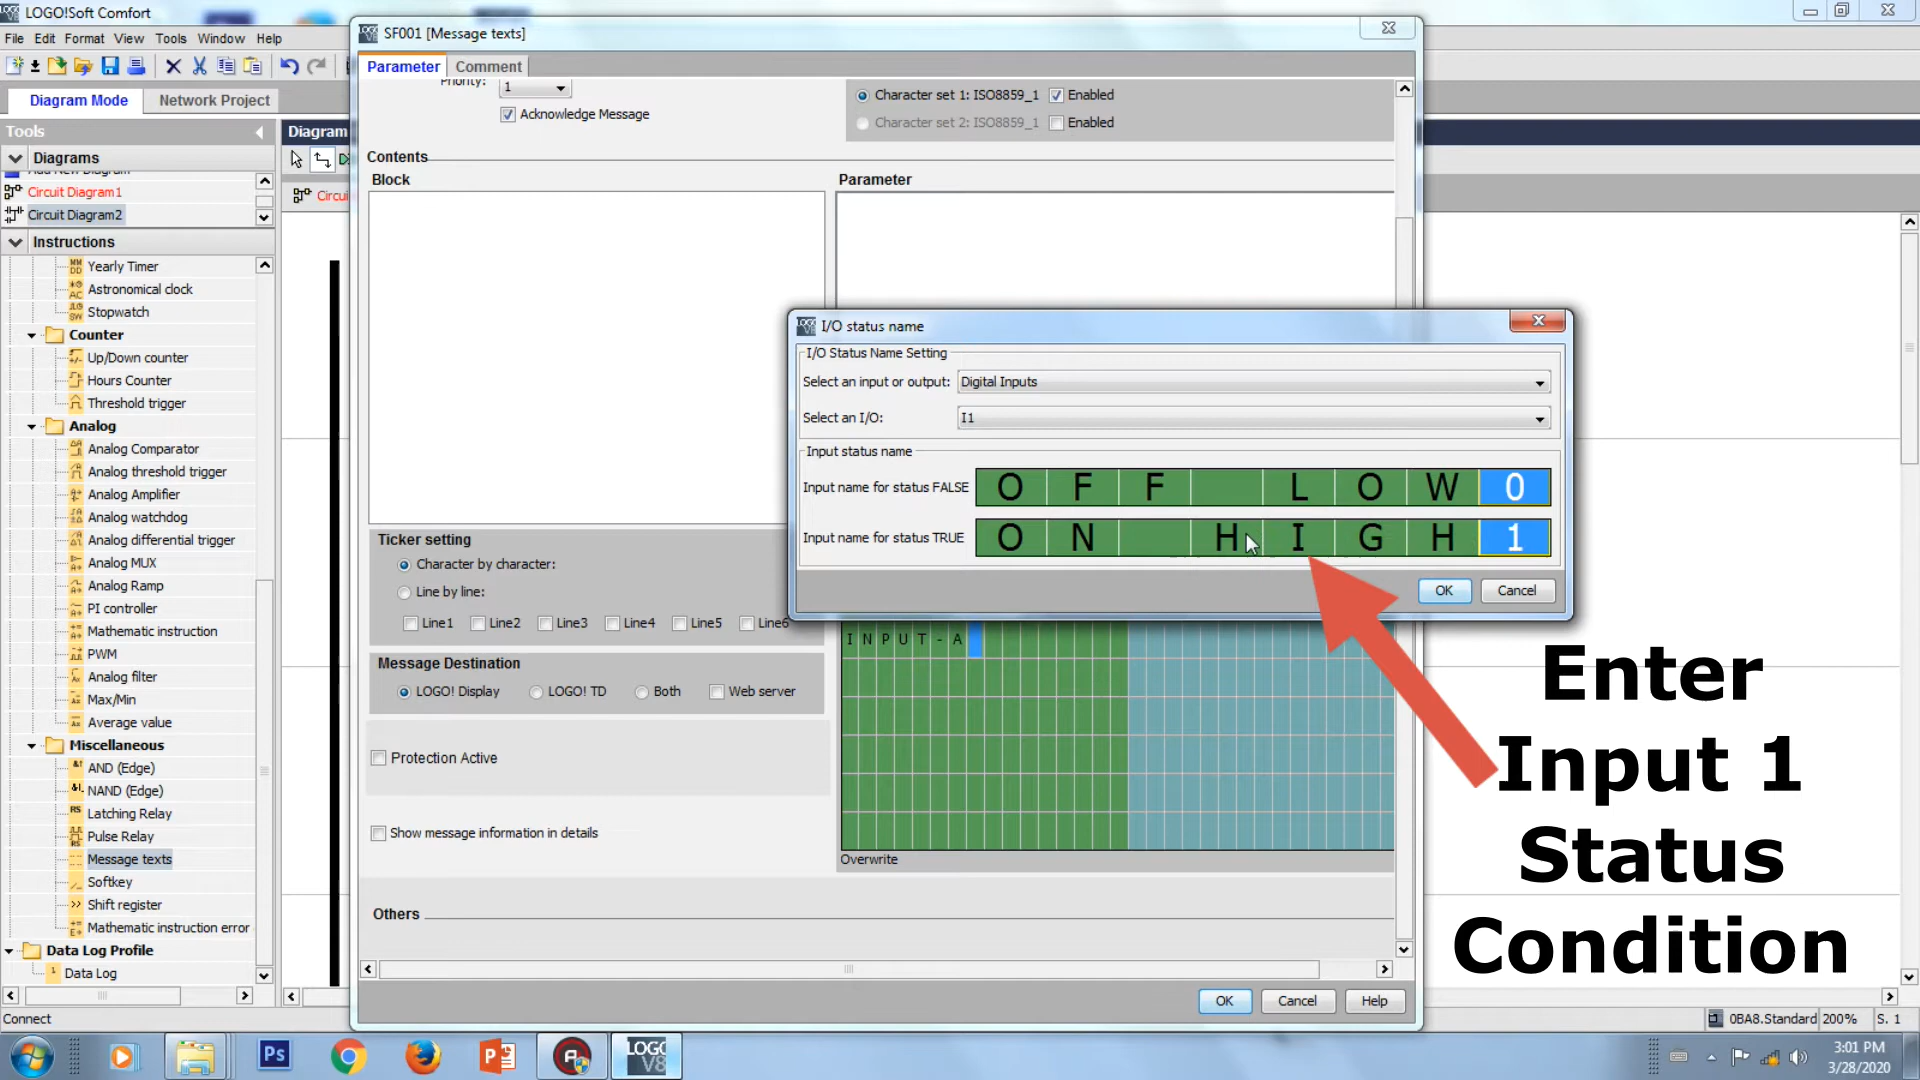 LOGO!Soft Comfort
File Edit Format View Tools Window Help
Diagram Mode
Network Project
Tools
Diagrams
Add New Diagram
Circuit Diagram1
Circuit Diagram2
Instructions
Yearly Timer
Astronomical clock
Stopwatch
Counter
Up/Down counter
Hours Counter
Threshold trigger
Analog
Analog Comparator
Analog threshold trigger
Analog Amplifier
Analog watchdog
Analog differential trigger
Analog MUX
Analog Ramp
PI controller
Mathematic instruction
PWM
Analog filter
Max/Min
Average value
Miscellaneous
AND (Edge)
NAND (Edge)
Latching Relay
Pulse Relay
Message texts
Softkey
Shift register
Mathematic instruction error
Data Log Profile
Data Log
Connect
Diagram
Circui
SF001 [Message texts]
Parameter
Comment
Priority:
1
Acknowledge Message
Character set 1: ISO8859_1
Enabled
Character set 2: ISO8859_1
Enabled
Contents
Block
Parameter
Ticker setting
Character by character:
Line by line:
Line1 Line2 Line3 Line4 Line5 Line6
Message Destination
LOGO! Display
LOGO! TD
Both
Web server
Protection Active
Show message information in details
INPUT-A
Overwrite
Others
OK
Cancel
Help
I/O status name
I/O Status Name Setting
Select an input or output:
Digital Inputs
Select an I/O:
I1
Input status name
Input name for status FALSE
OFF LOW0
Input name for status TRUE
ON HIGH1
OK
Cancel
Enter
Input 1
Status
Condition
0BA8.Standard 200%
S. 1
Ps
LOGO
V8
3:01 PM
3/28/2020